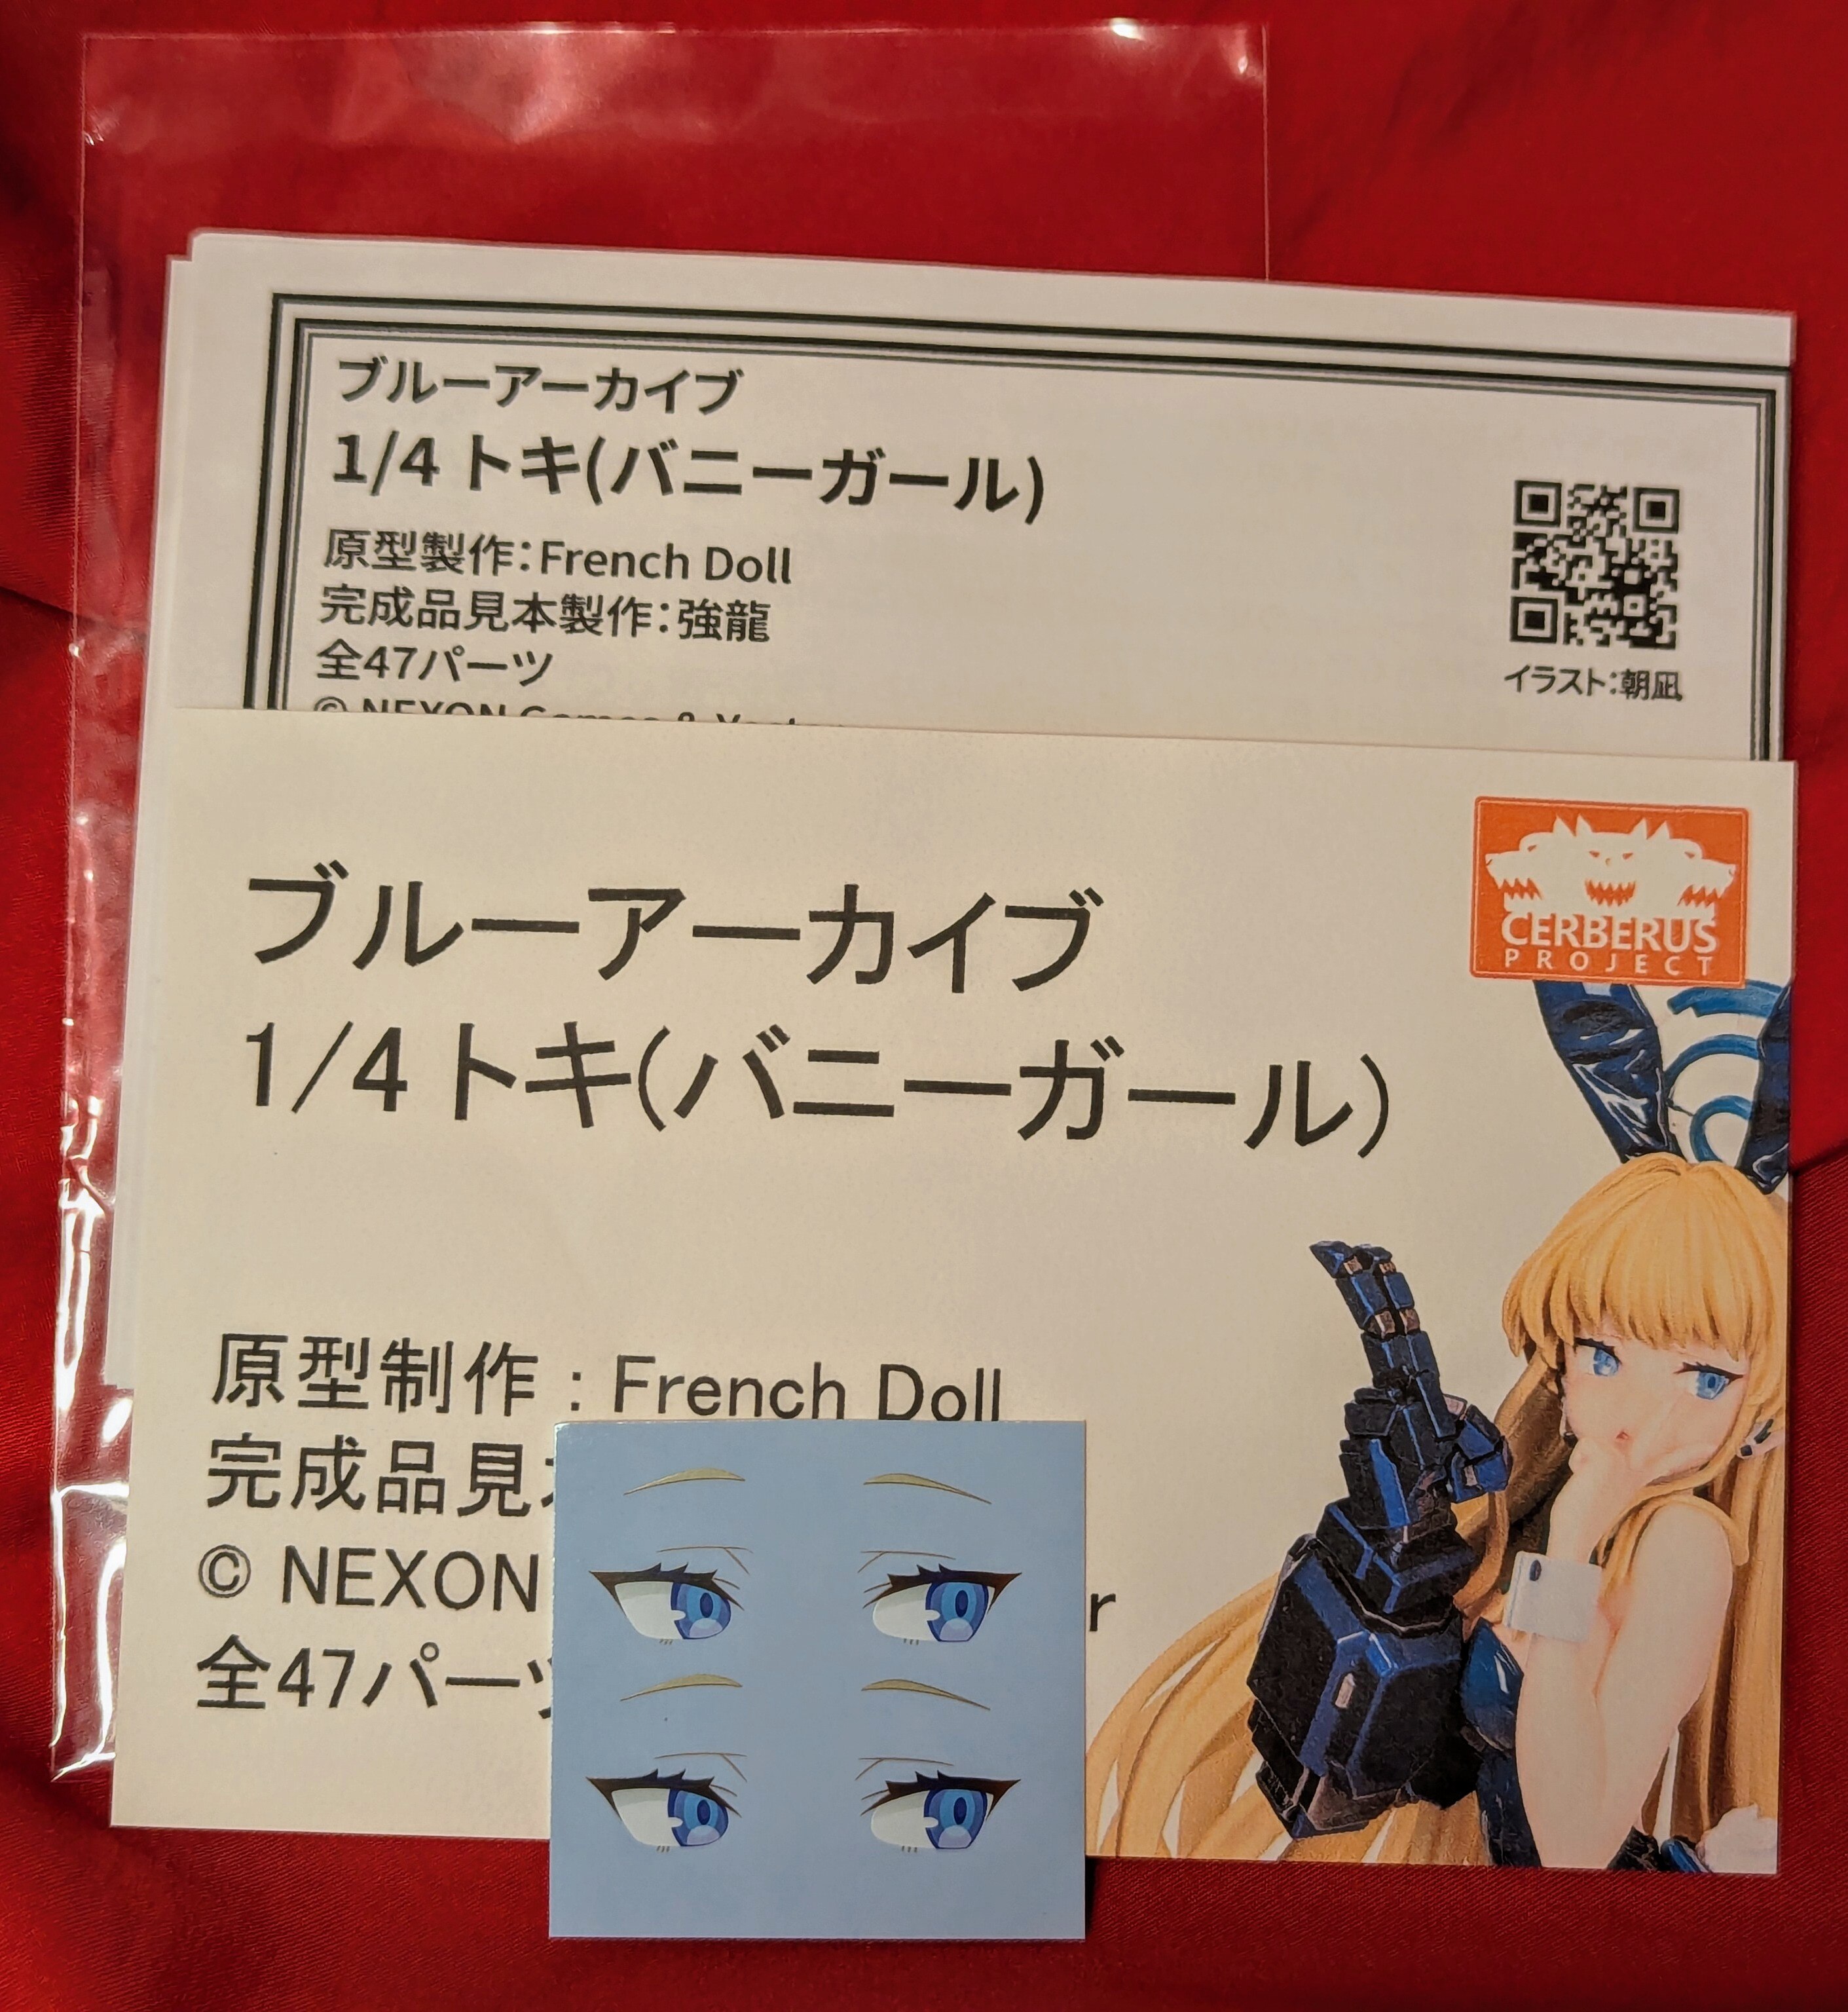 ブルーアーカイブ
1/4 トキ(バニーガール)
原型製作：French Doll
完成品見本製作：強龍
全47パーツ
© NEXON Games &
イラスト：朝凪
CERBERUS
PROJECT
ブルーアーカイブ
1/4 トキ(バニーガール)
原型制作 : French Doll
完成品見
© NEXON
全47パーツ